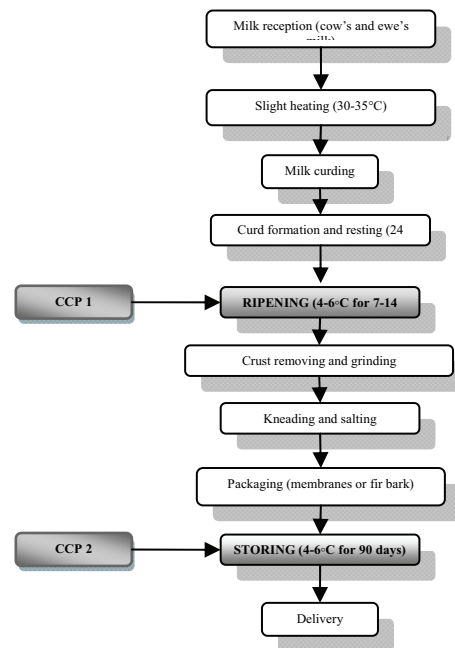 Milk reception (cow's and ewe's
milk)
Slight heating (30-35°C)
Milk curding
Curd formation and resting (24
CCP 1
RIPENING (4-6°C for 7-14
Crust removing and grinding
Kneading and salting
Packaging (membranes or fir bark)
CCP 2
STORING (4-6°C for 90 days)
Delivery